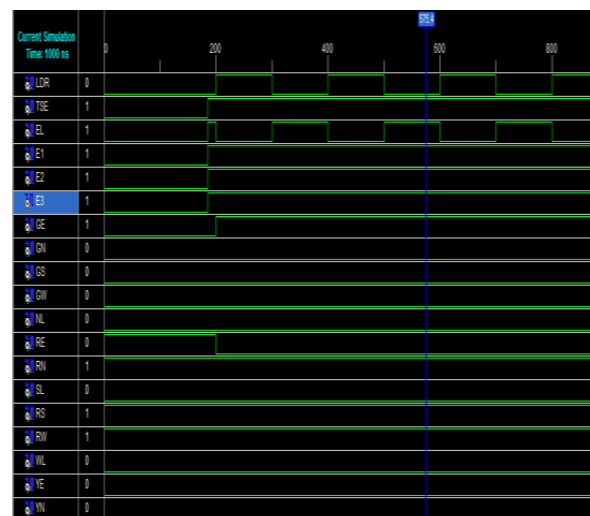 575.4
Current Simulation
Time: 1000 ns
0 200 400 600 800
LDR 0
TSE 1
EL 1
E1 1
E2 1
E3 1
GE 1
GN 0
GS 0
GW 0
NL 0
RE 0
RN 1
SL 0
RS 1
RW 1
WL 0
YE 0
YN 0